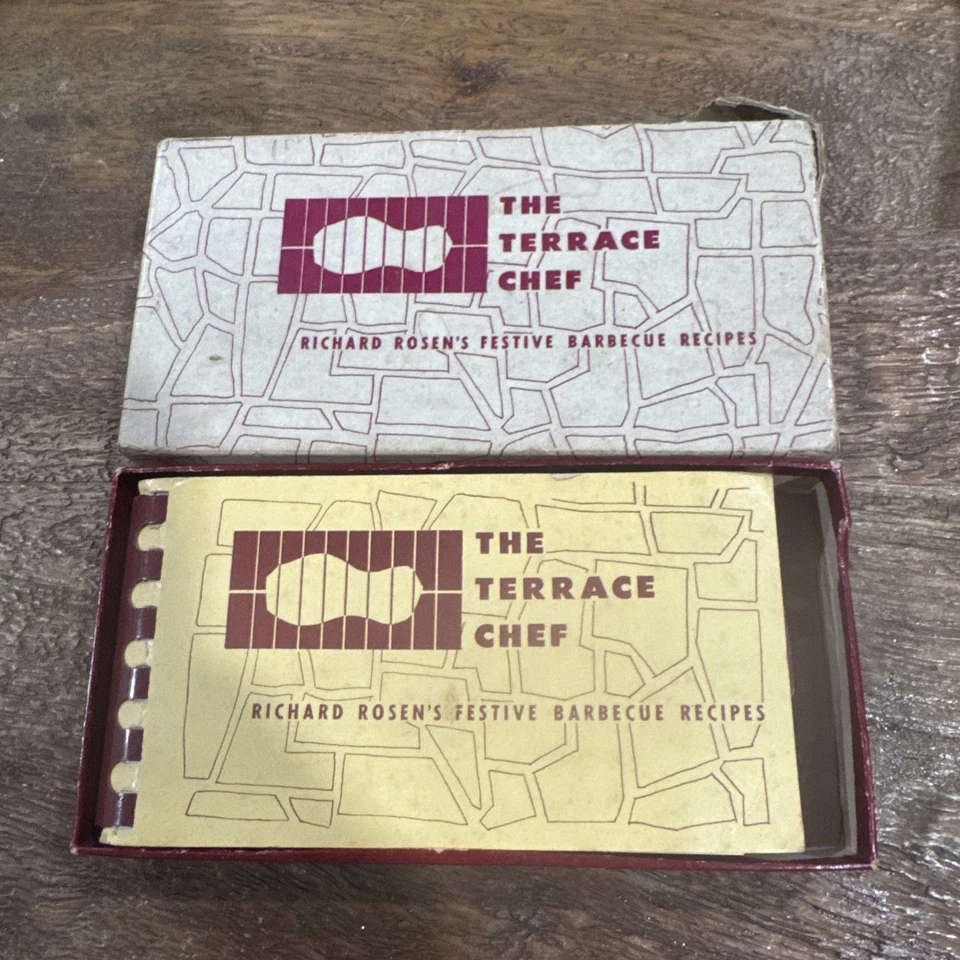 THE
TERRACE
CHEF
RICHARD ROSEN'S FESTIVE BARBECUE RECIPES
THE
TERRACE
CHEF
RICHARD ROSEN'S FESTIVE BARBECUE RECIPES